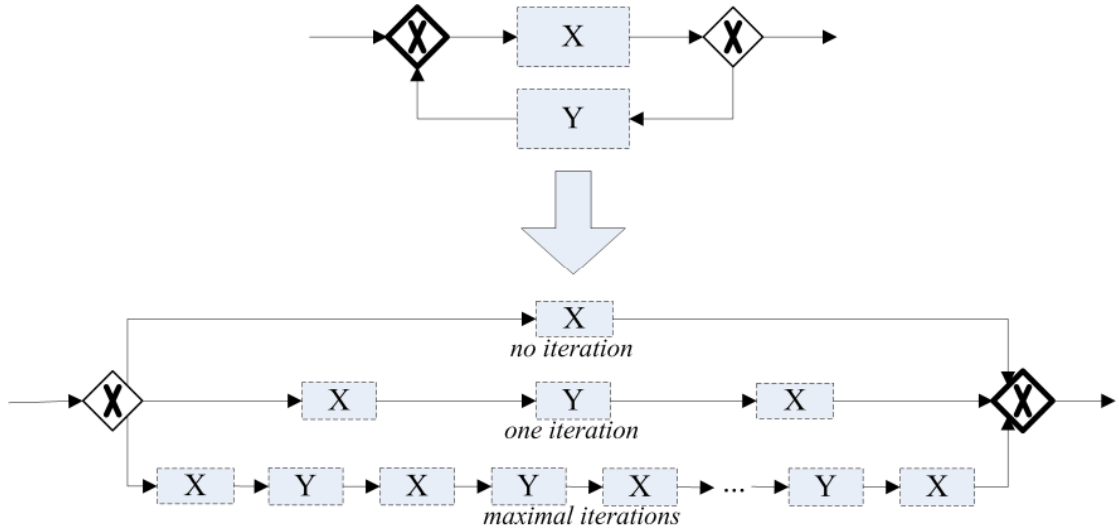 X X X
Y
X
no iteration
X X Y X X
one iteration
X Y X Y X ... Y X
maximal iterations